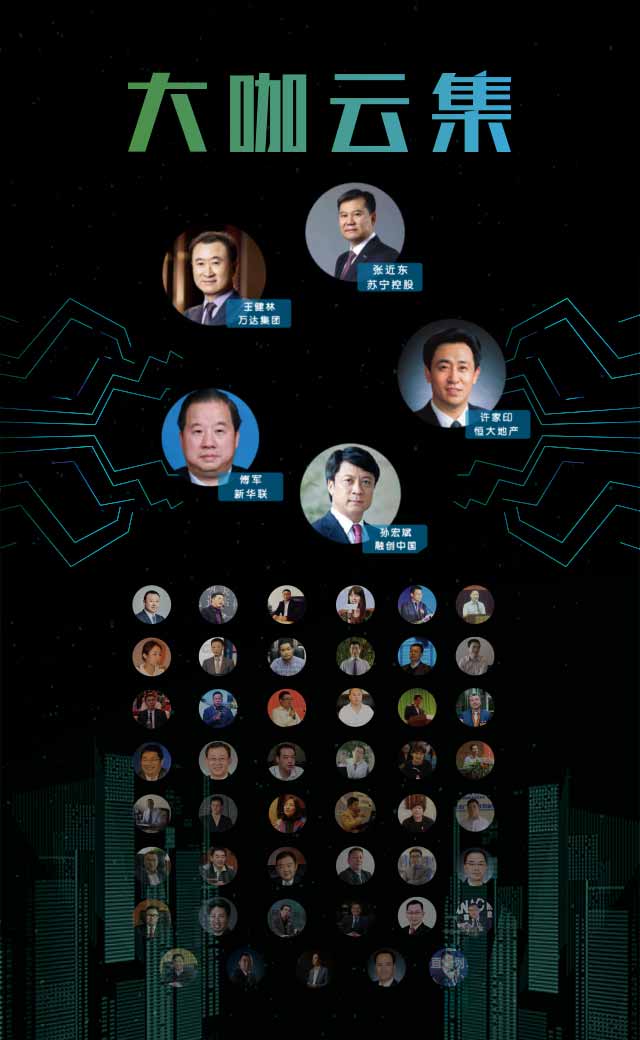 大咖云集
张近东
苏宁控股
王健林
万达集团
许家印
恒大地产
傅军
新华联
孙宏斌
融创中国